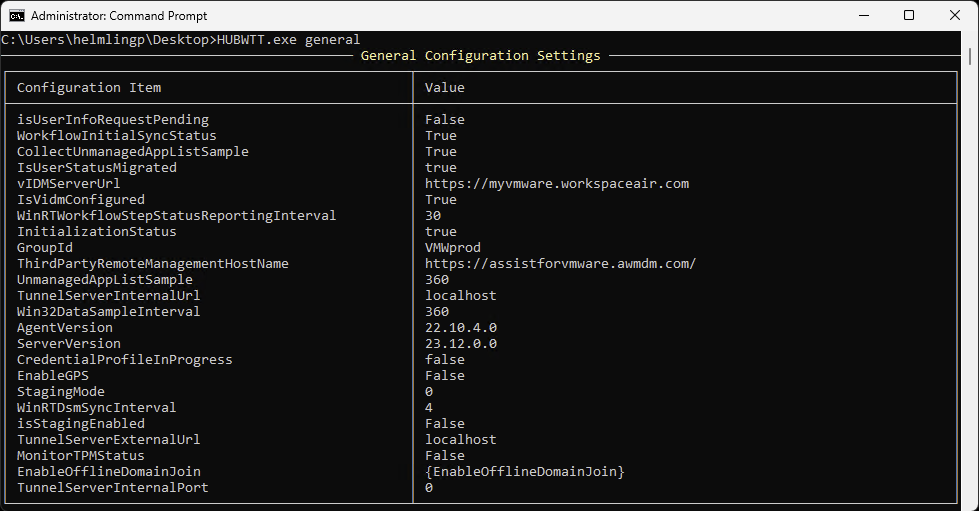 Administrator: Command Prompt
C:\Users\helmlingp\Desktop>HUBWTT.exe general
General Configuration Settings
Configuration Item Value
isUserInfoRequestPending False
WorkflowInitialSyncStatus True
CollectUnmanagedAppListSample True
IsUserStatusMigrated true
vIDMServerUrl https://myvmware.workspaceair.com
IsVidmConfigured True
WinRTWorkflowStepStatusReportingInterval 30
InitializationStatus true
GroupId VMWprod
ThirdPartyRemoteManagementHostName https://assistforvmware.awmdm.com/
UnmanagedAppListSample 360
TunnelServerInternalUrl localhost
Win32DataSampleInterval 360
AgentVersion 22.10.4.0
ServerVersion 23.12.0.0
CredentialProfileInProgress false
EnableGPS False
StagingMode 0
WinRTDsmSyncInterval 4
isStagingEnabled False
TunnelServerExternalUrl localhost
MonitorTPMStatus False
EnableOfflineDomainJoin {EnableOfflineDomainJoin}
TunnelServerInternalPort 0